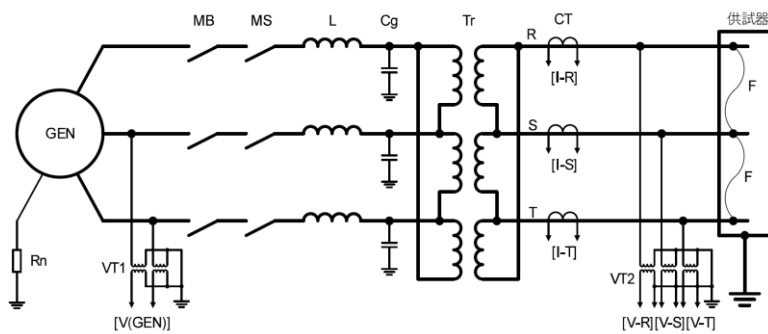 MB MS L Cg Tr CT 供試器
R
[I-R]
F
GEN
S
[I-S]
F
T
[I-T]
Rn
VT1
VT2
[V(GEN)]
[V-R] [V-S] [V-T]